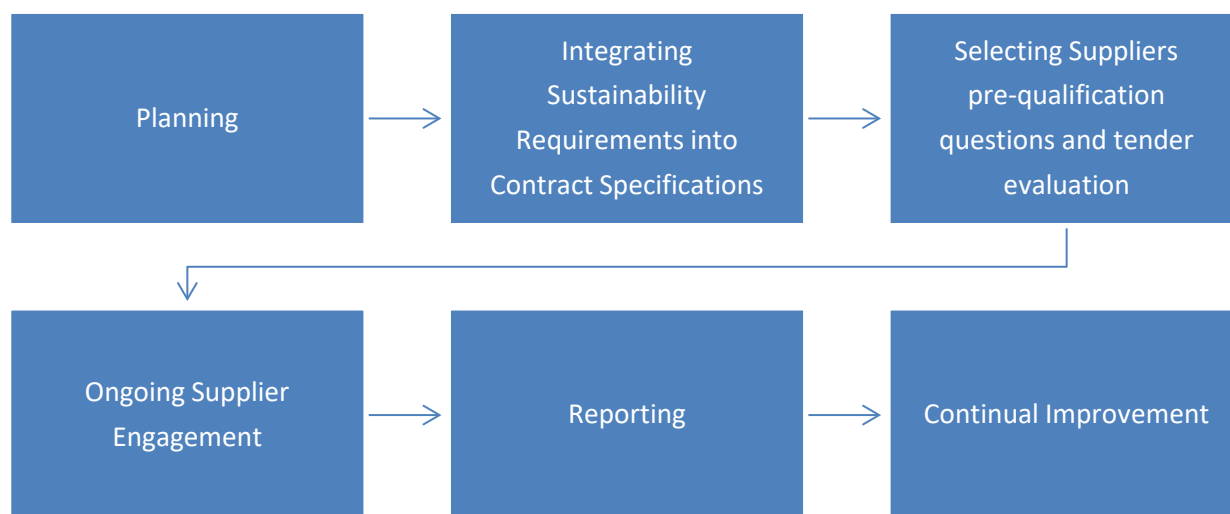 Planning
Integrating
Sustainability
Requirements into
Contract Specifications
Selecting Suppliers
pre-qualification
questions and tender
evaluation
Ongoing Supplier
Engagement
Reporting
Continual Improvement